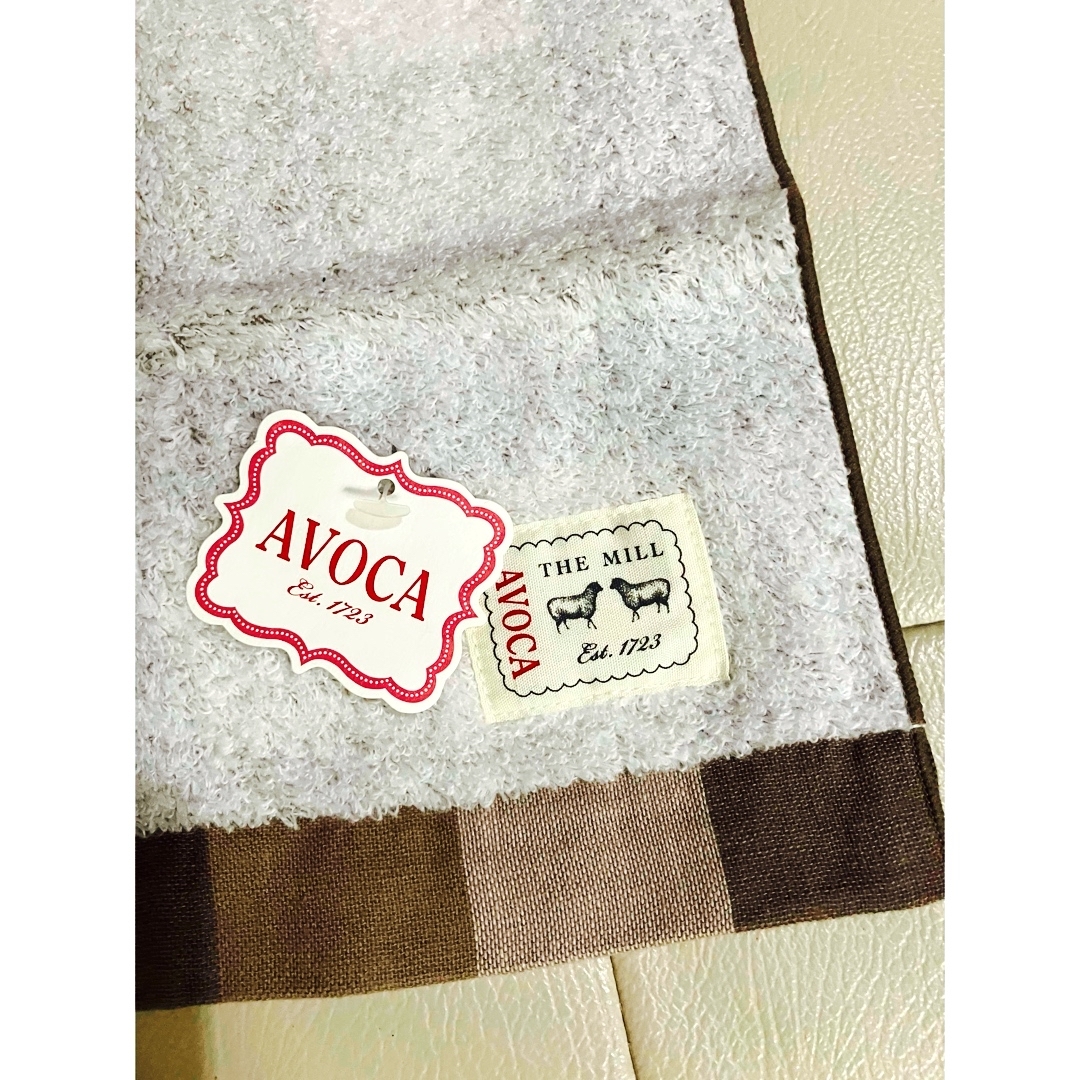 AVOCA
Est. 1723
THE MILL
AVOCA
Est. 1723